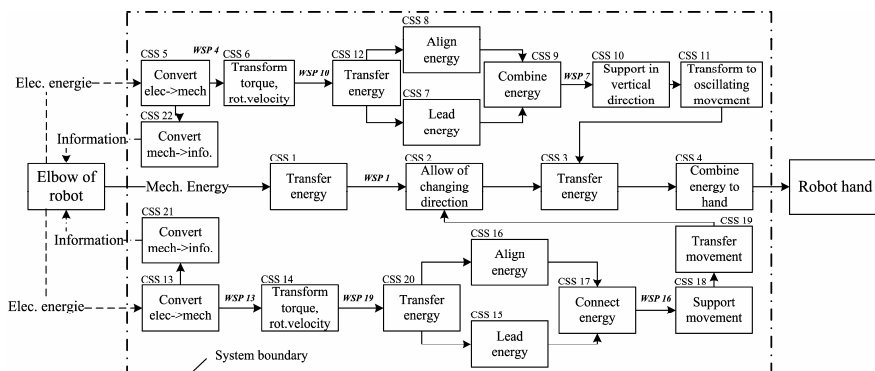 CSS 8
Align
energy
CSS 5
WSP 4
CSS 6
CSS 12
CSS 9
CSS 10
CSS 11
Elec. energie
Convert
elec->mech
Transform
torque,
rot.velocity
WSP 10
Transfer
energy
Combine
energy
WSP 7
Support in
vertical
direction
Transform to
oscillating
movement
CSS 7
Lead
energy
CSS 22
Convert
mech->info.
Information
Elbow of
robot
Mech. Energy
CSS 1
Transfer
energy
WSP 1
CSS 2
Allow of
changing
direction
CSS 3
Transfer
energy
CSS 4
Combine
energy to
hand
Robot hand
CSS 21
Convert
mech->info.
Information
CSS 16
Align
energy
CSS 19
Transfer
movement
Elec. energie
CSS 13
Convert
elec->mech
WSP 13
CSS 14
Transform
torque,
rot.velocity
WSP 19
CSS 20
Transfer
energy
CSS 17
Connect
energy
WSP 16
CSS 18
Support
movement
CSS 15
Lead
energy
System boundary